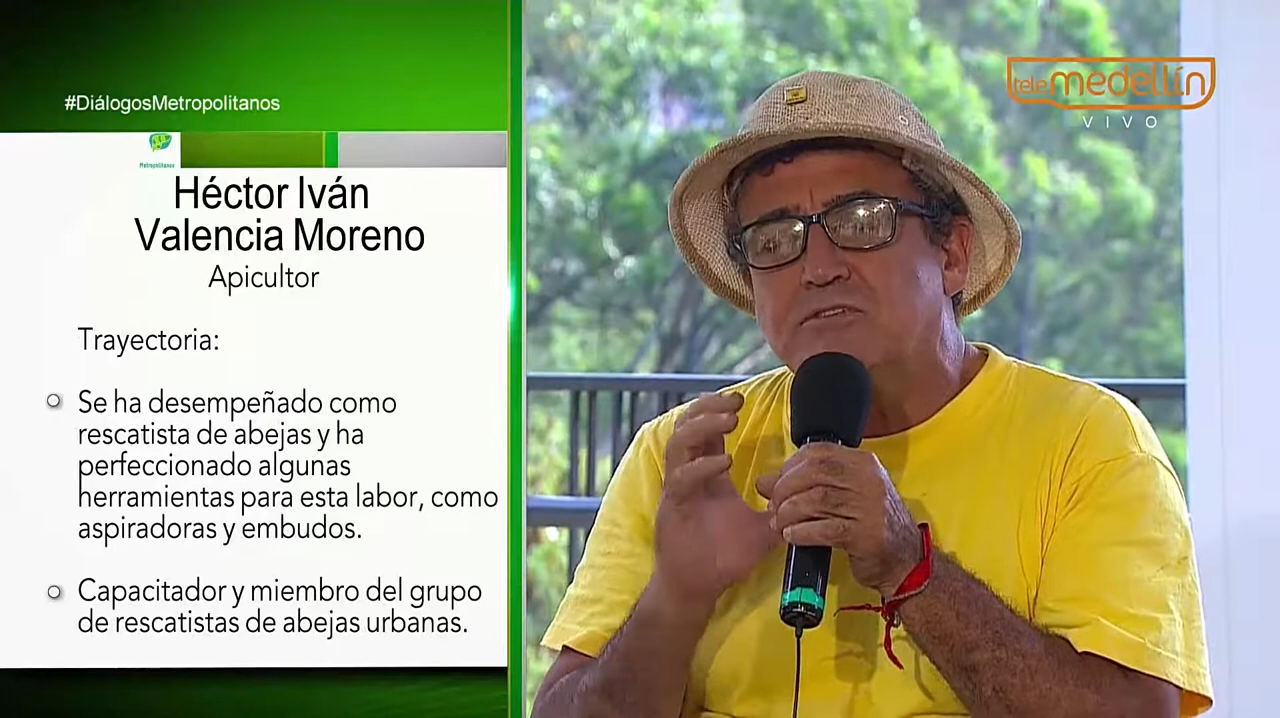 #DiálogosMetropolitanos
Metropolitanos
Héctor Iván
Valencia Moreno
Apicultor
Trayectoria:
Se ha desempeñado como
rescatista de abejas y ha
perfeccionado algunas
herramientas para esta labor, como
aspiradoras y embudos.
Capacitador y miembro del grupo
de rescatistas de abejas urbanas.
telemedellín
VIVO